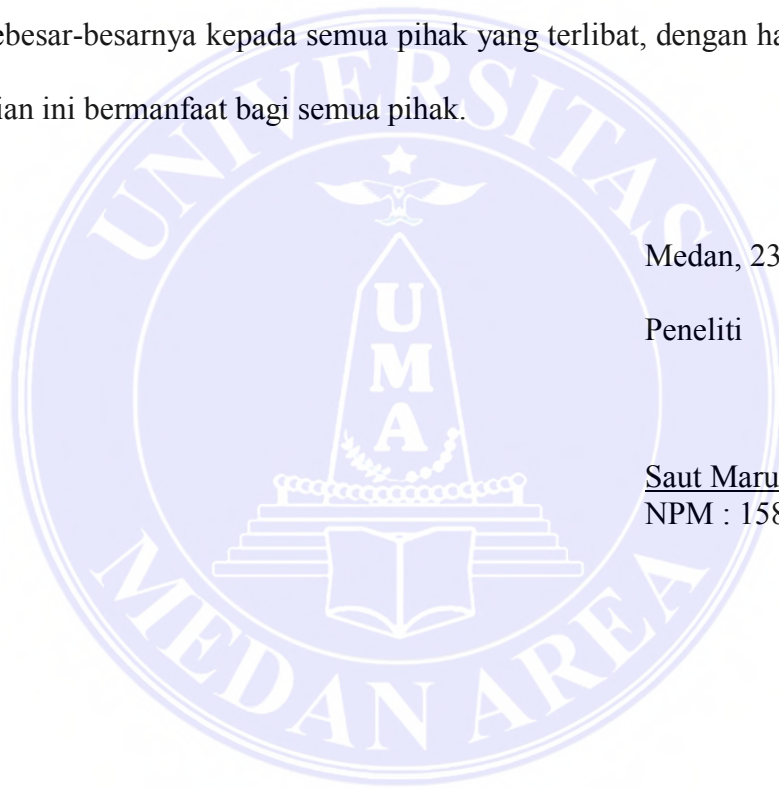 ebesar-besarnya kepada semua pihak yang terlibat, dengan ha
ian ini bermanfaat bagi semua pihak.
UNIVERSITAS
UMA
Medan, 23
Peneliti
Saut Maru
NPM : 158
MEDAN AREA